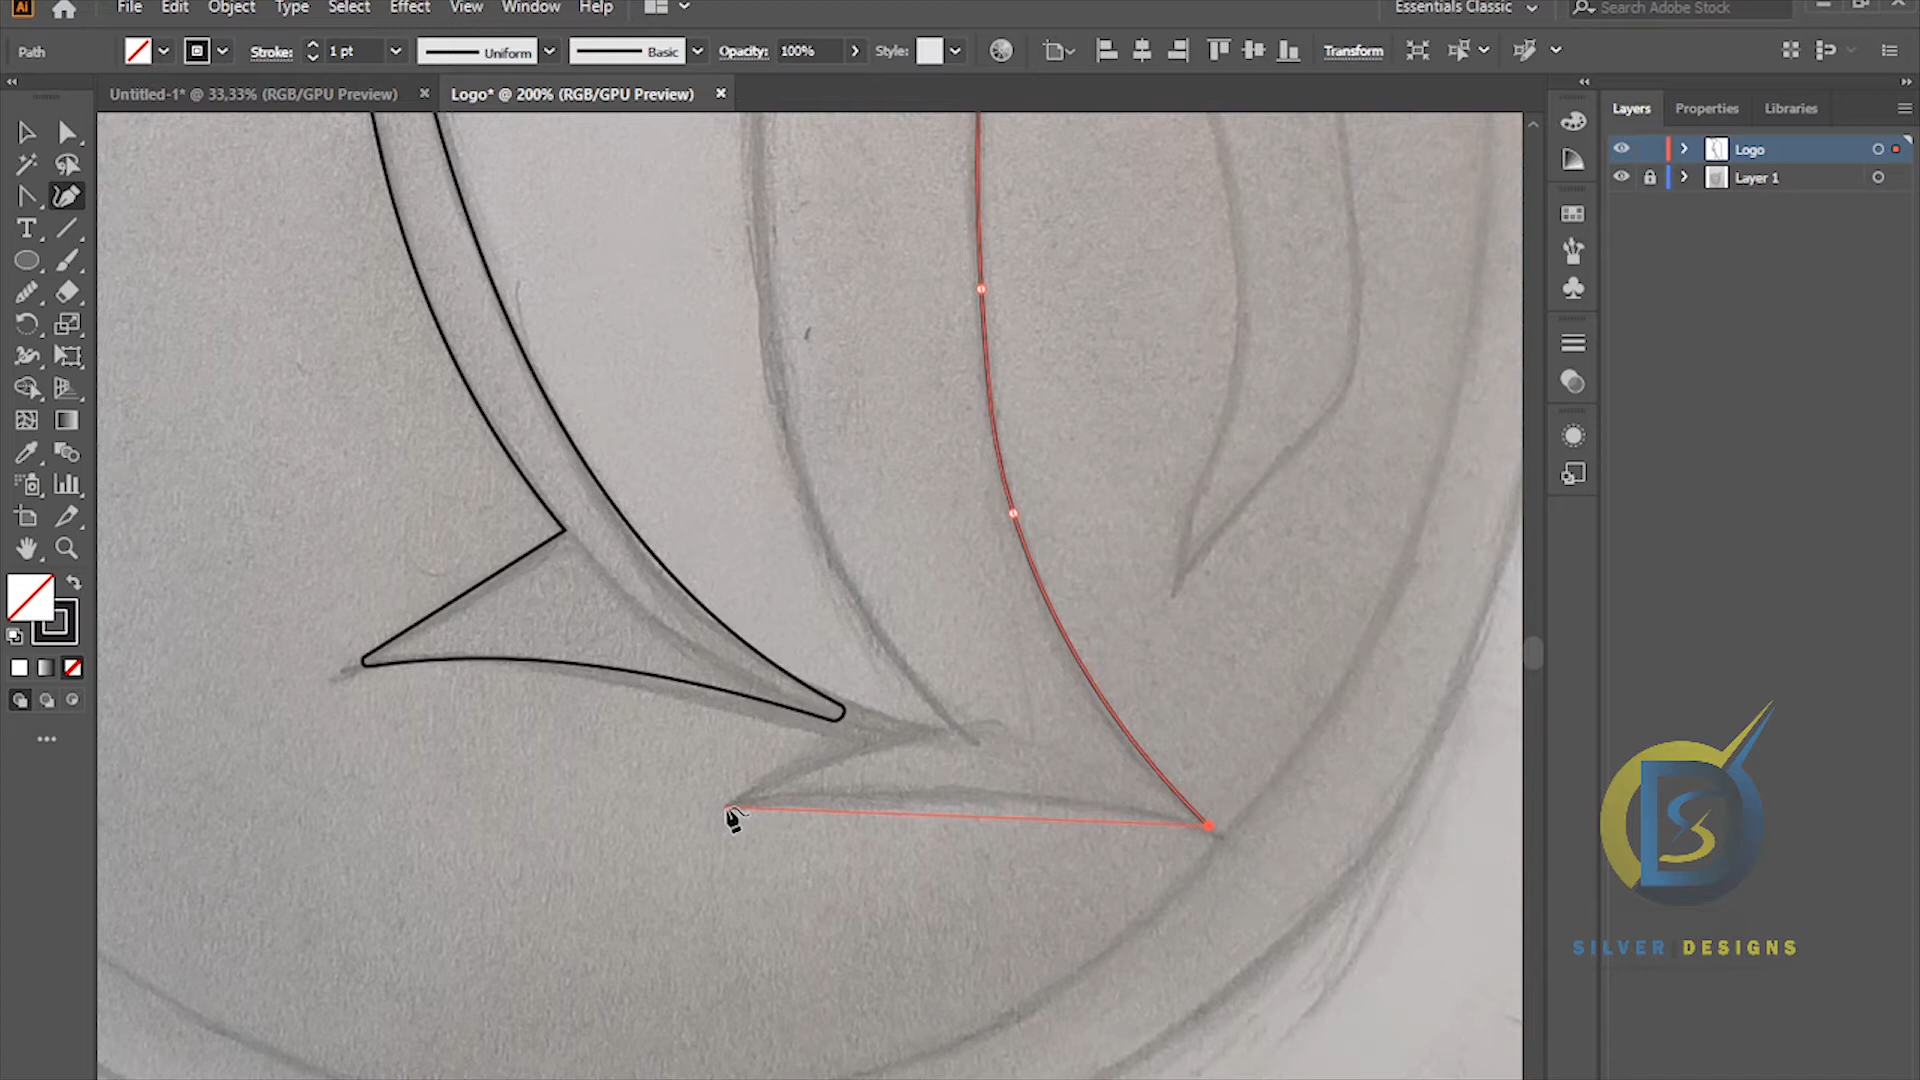 Ai File Edit Object Type Select Effect View Window Help Essentials Classic Search Adobe Stock
Path Stroke: 1 pt Uniform Basic Opacity: 100% Style: Transform
Untitled-1* @ 33,33% (RGB/GPU Preview) Logo* @ 200% (RGB/GPU Preview)
Layers Properties Libraries
Logo
Layer 1
SILVER DESIGNS